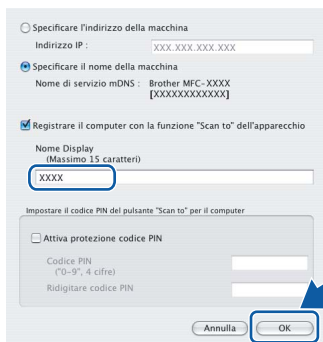 Specificare l'indirizzo della macchina
Indirizzo IP : XXX.XXX.XXX.XXX
Specificare il nome della macchina
Nome di servizio mDNS : Brother MFC-XXXX
[XXXXXXXXXXXX]
Registrare il computer con la funzione "Scan to" dell'apparecchio
Nome Display
(Massimo 15 caratteri)
XXXX
Impostare il codice PIN del pulsante "Scan to" per il computer
Attiva protezione codice PIN
Codice PIN
("0-9", 4 cifre)
Ridigitare codice PIN
Annulla OK